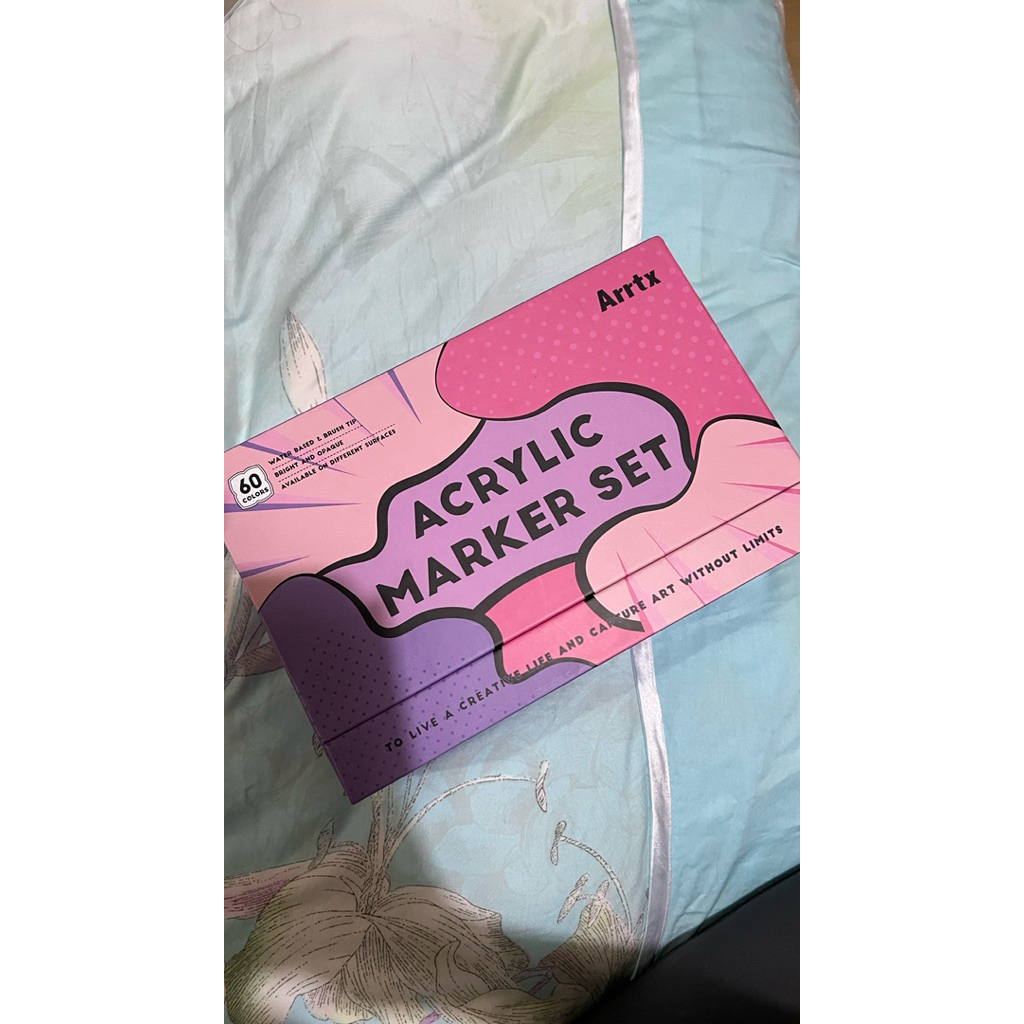 Arrtx
WATER BASED & BRUSH TIP
BRIGHT AND OPAQUE
AVAILABLE ON DIFFERENT SURFACES
60
COLORS
ACRYLIC
MARKER SET
TO LIVE A CREATIVE LIFE AND CAPTURE ART WITHOUT LIMITS